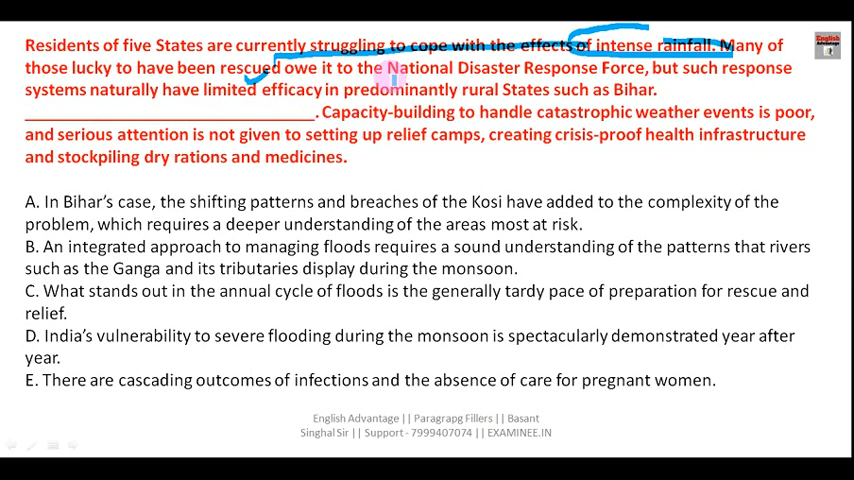 Residents of five States are currently struggling to cope with the effects of intense rainfall. Many of
those lucky to have been rescued owe it to the National Disaster Response Force, but such response
systems naturally have limited efficacy in predominantly rural States such as Bihar.
______________________________. Capacity-building to handle catastrophic weather events is poor,
and serious attention is not given to setting up relief camps, creating crisis-proof health infrastructure
and stockpiling dry rations and medicines.
English
Advantage
A. In Bihar’s case, the shifting patterns and breaches of the Kosi have added to the complexity of the
problem, which requires a deeper understanding of the areas most at risk.
B. An integrated approach to managing floods requires a sound understanding of the patterns that rivers
such as the Ganga and its tributaries display during the monsoon.
C. What stands out in the annual cycle of floods is the generally tardy pace of preparation for rescue and
relief.
D. India’s vulnerability to severe flooding during the monsoon is spectacularly demonstrated year after
year.
E. There are cascading outcomes of infections and the absence of care for pregnant women.
English Advantage || Paragrapg Fillers || Basant
Singhal Sir || Support - 7999407074 || EXAMINEE.IN